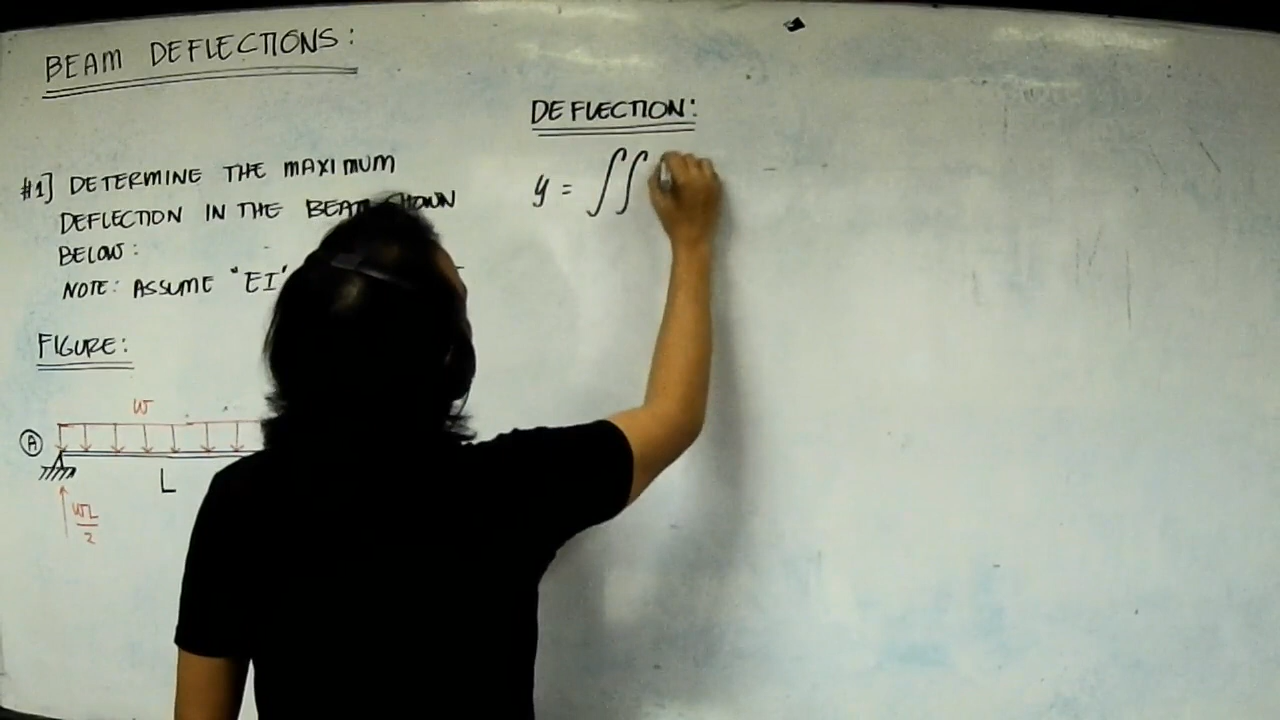 BEAM DEFLECTIONS:
#1] DETERMINE THE MAXIMUM
DEFLECTION IN THE BEAM SHOWN
BELOW:
NOTE: ASSUME "EI"
FIGURE:
w
A
L
wL
2
DEFLECTION:
y = ∫∫